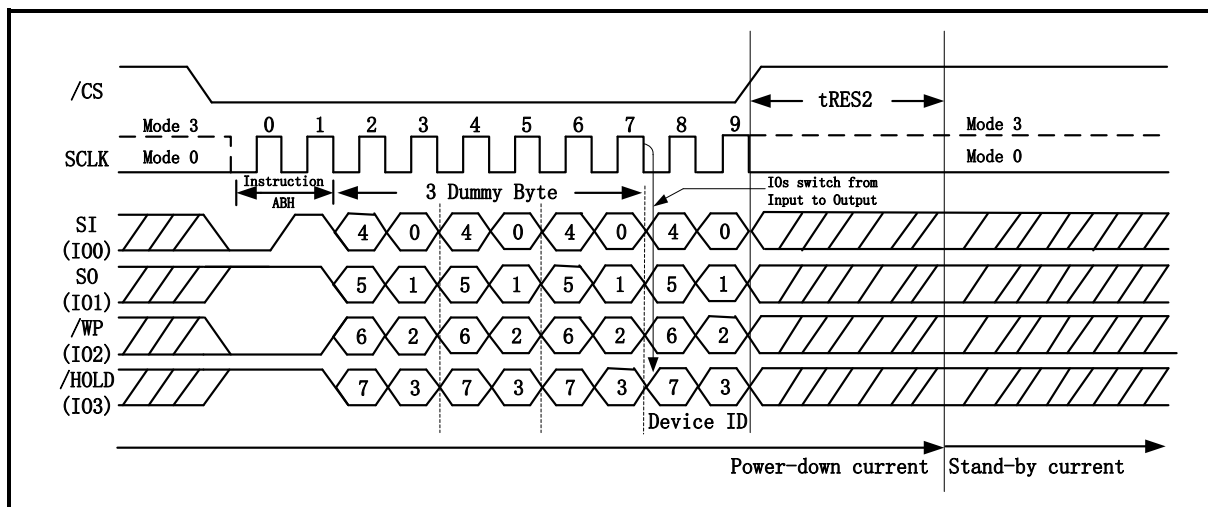 /CS
tRES2
Mode 3 0 1 2 3 4 5 6 7 8 9 Mode 3
SCLK Mode 0 Mode 0
Instruction
ABH
3 Dummy Byte
IOs switch from
Input to Output
SI
(IO0)
4 0 4 0 4 0 4 0
SO
(IO1)
5 1 5 1 5 1 5 1
/WP
(IO2)
6 2 6 2 6 2 6 2
/HOLD
(IO3)
7 3 7 3 7 3 7 3
Device ID
Power-down current Stand-by current